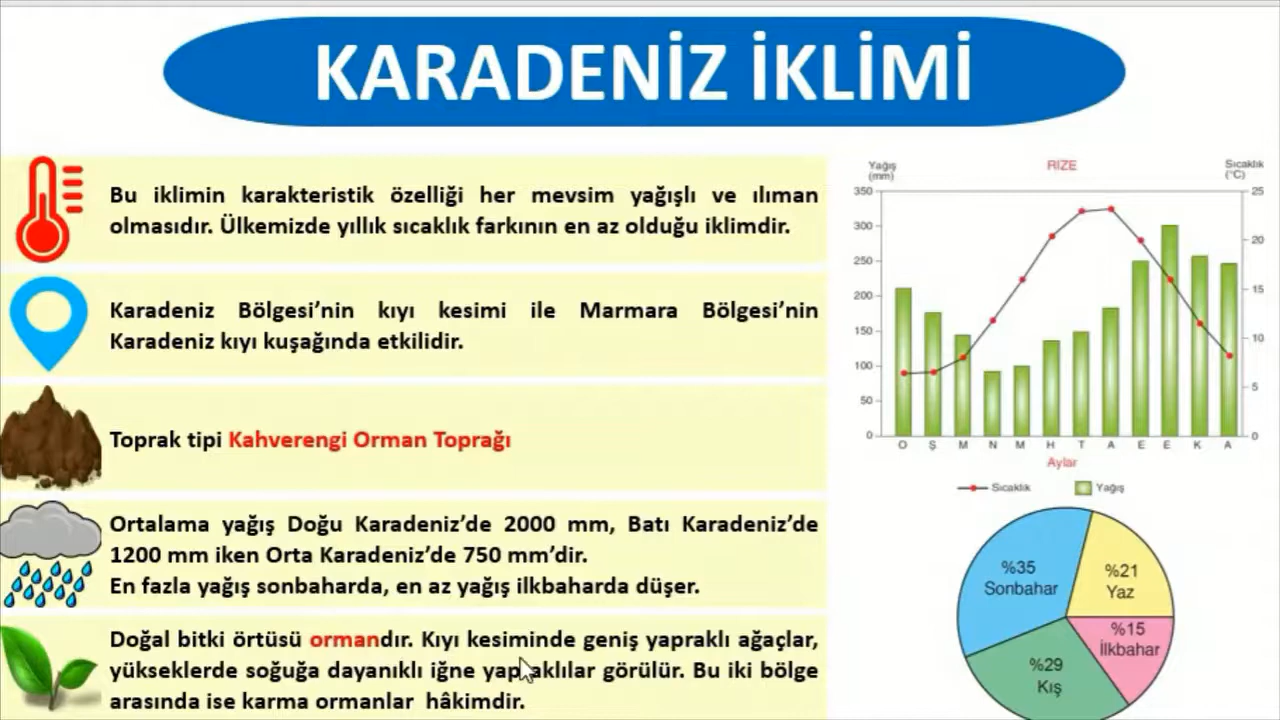 KARADENİZ İKLİMİ
Bu iklimin karakteristik özelliği her mevsim yağışlı ve ılıman
olmasıdır. Ülkemizde yıllık sıcaklık farkının en az olduğu iklimdir.
Karadeniz Bölgesi’nin kıyı kesimi ile Marmara Bölgesi’nin
Karadeniz kıyı kuşağında etkilidir.
Toprak tipi Kahverengi Orman Toprağı
Ortalama yağış Doğu Karadeniz’de 2000 mm, Batı Karadeniz’de
1200 mm iken Orta Karadeniz’de 750 mm’dir.
En fazla yağış sonbaharda, en az yağış ilkbaharda düşer.
Doğal bitki örtüsü ormandır. Kıyı kesiminde geniş yapraklı ağaçlar,
yükseklerde soğuğa dayanıklı iğne yapraklılar görülür. Bu iki bölge
arasında ise karma ormanlar hâkimdir.
Yağış
(mm)
RİZE
Sıcaklık
(°C)
350
300
250
200
150
100
50
0
25
20
15
10
5
0
O Ş M N M H T A E E K A
Aylar
Sıcaklık
Yağış
%35
Sonbahar
%21
Yaz
%15
İlkbahar
%29
Kış